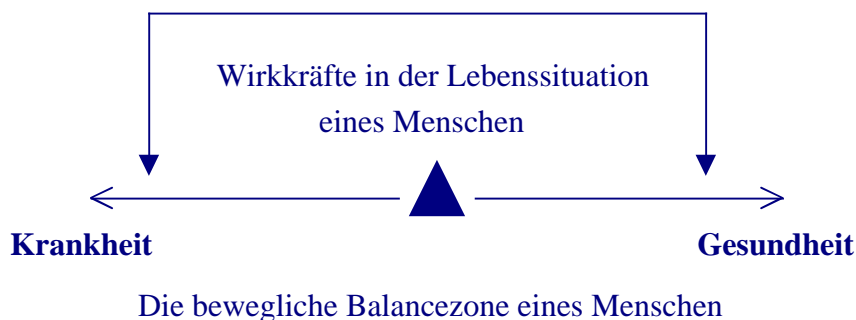 Wirkkräfte in der Lebenssituation
eines Menschen
Krankheit Gesundheit
Die bewegliche Balancezone eines Menschen